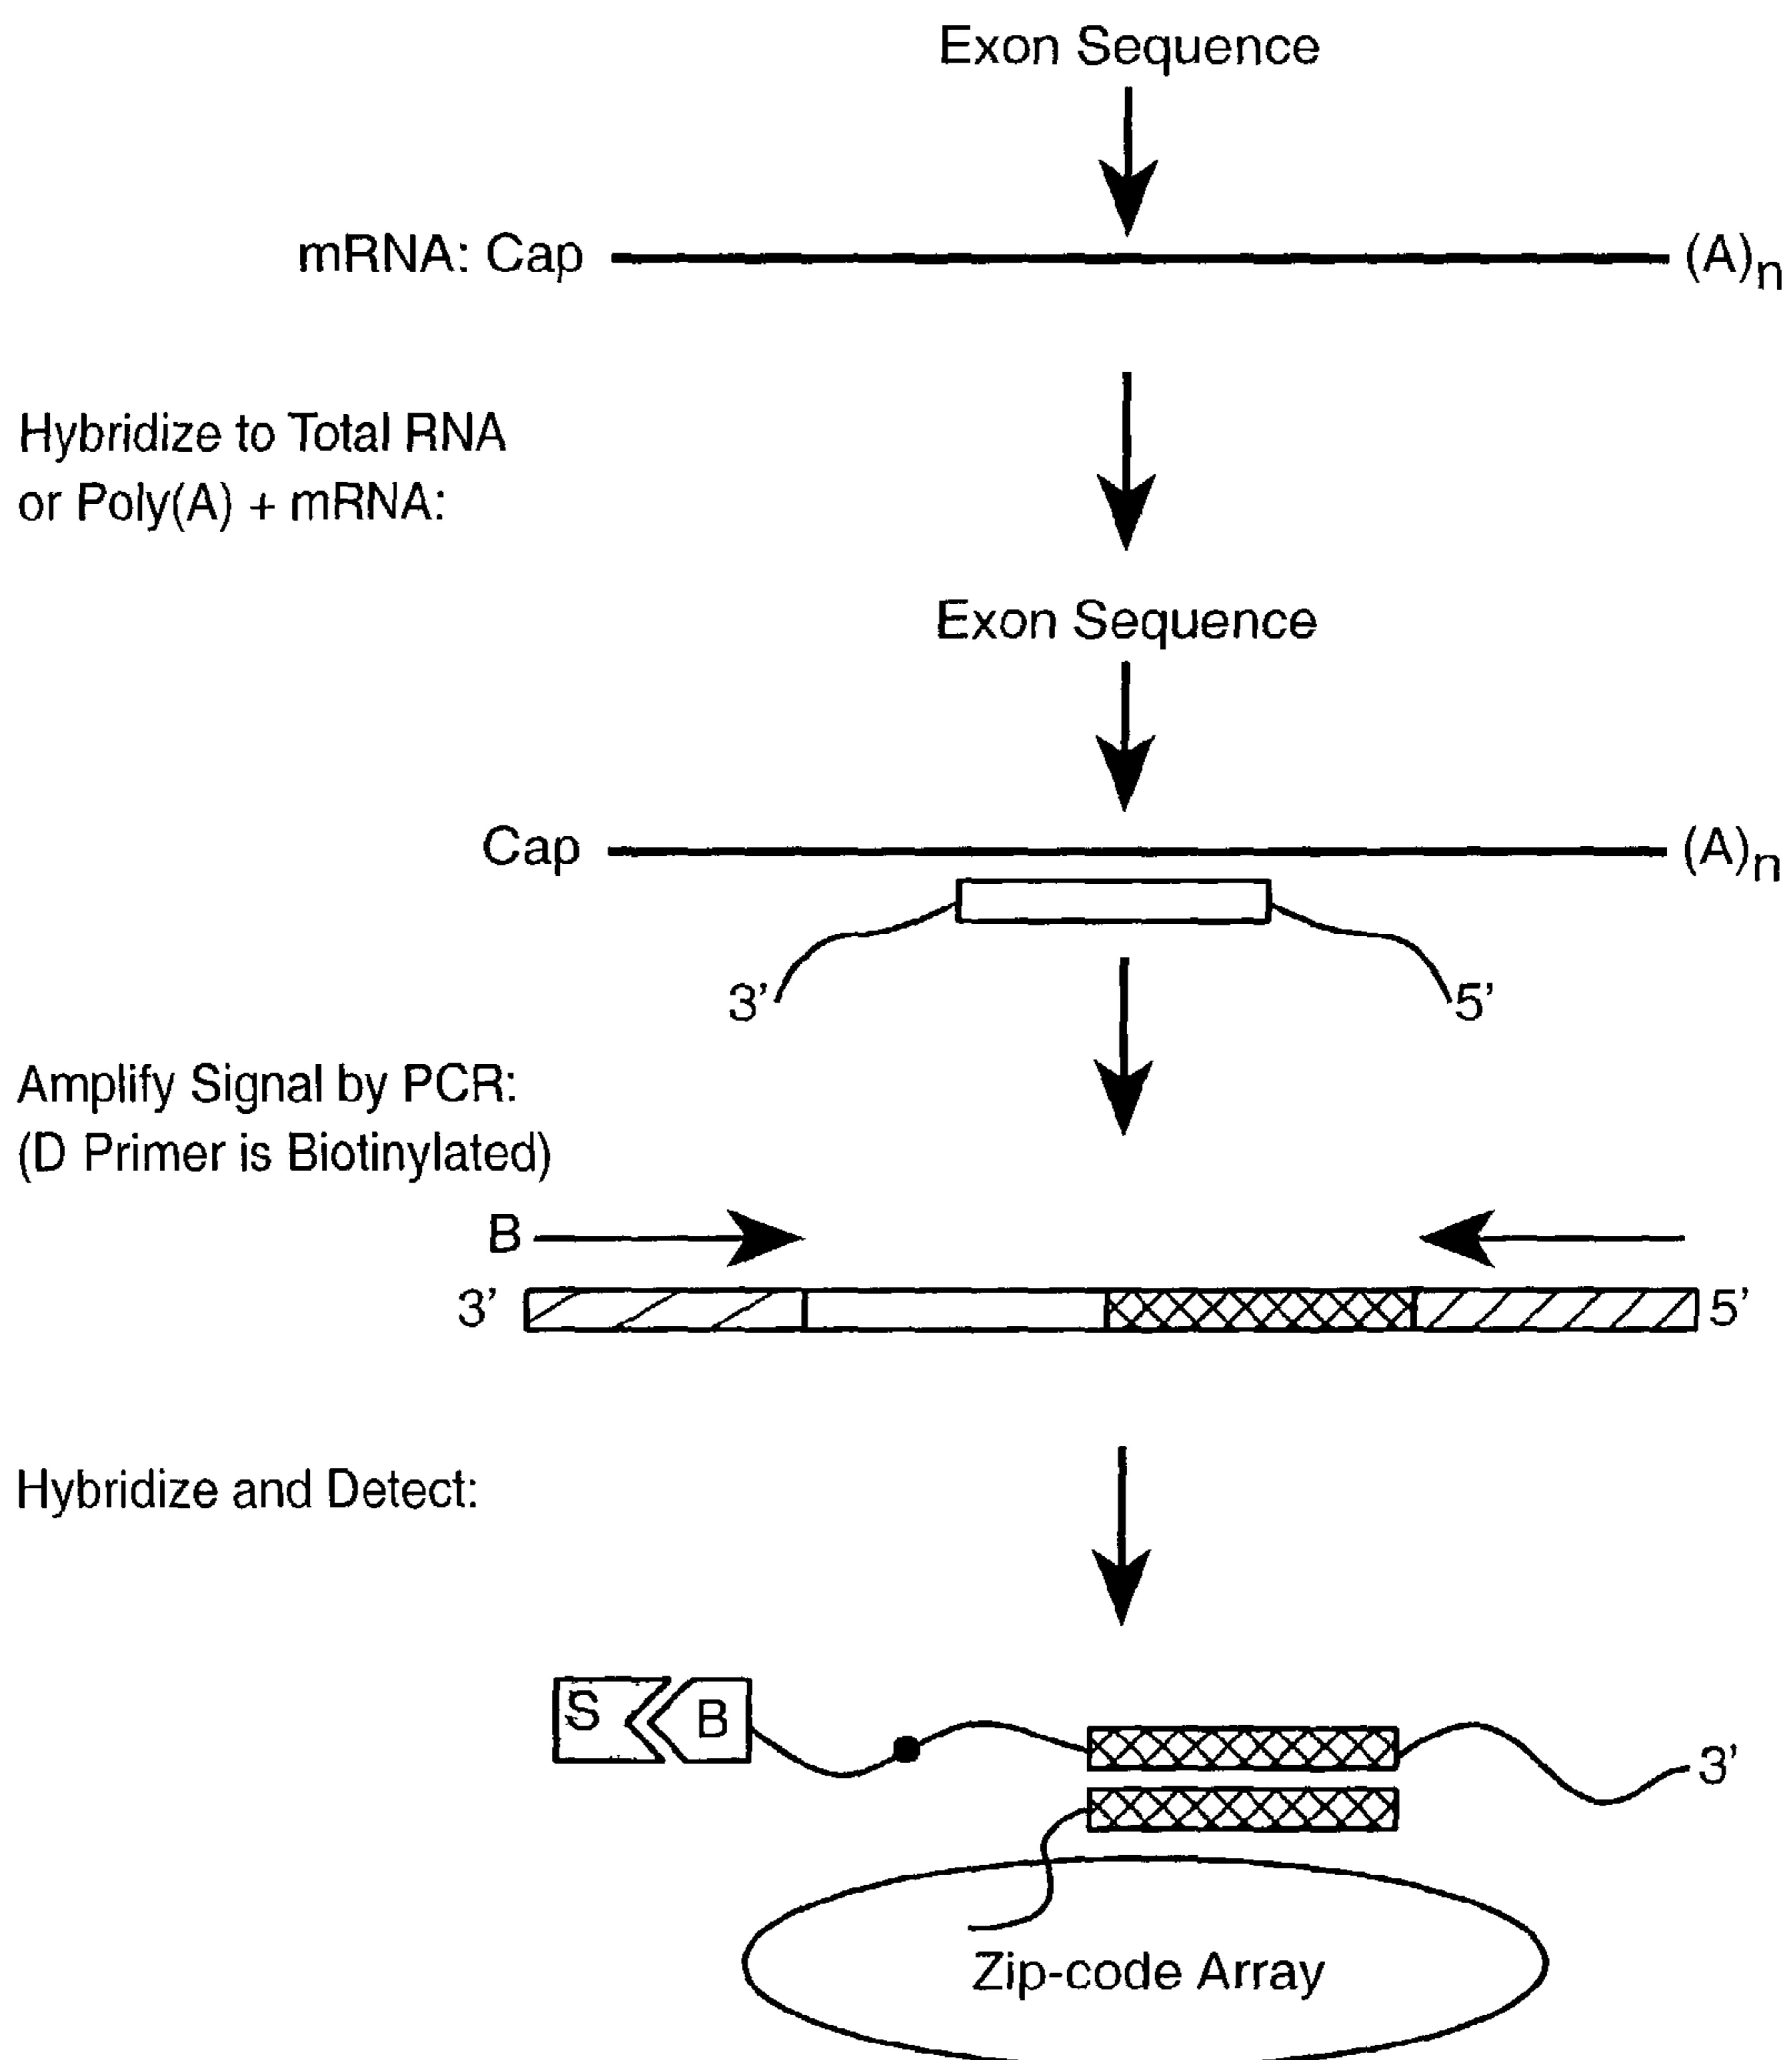 Exon Sequence
mRNA: Cap (A)n
Hybridize to Total RNA
or Poly(A) + mRNA:
Exon Sequence
Cap (A)n
3’ 5’
Amplify Signal by PCR:
(D Primer is Biotinylated)
B
3’ 5’
Hybridize and Detect:
S B
3’
Zip-code Array